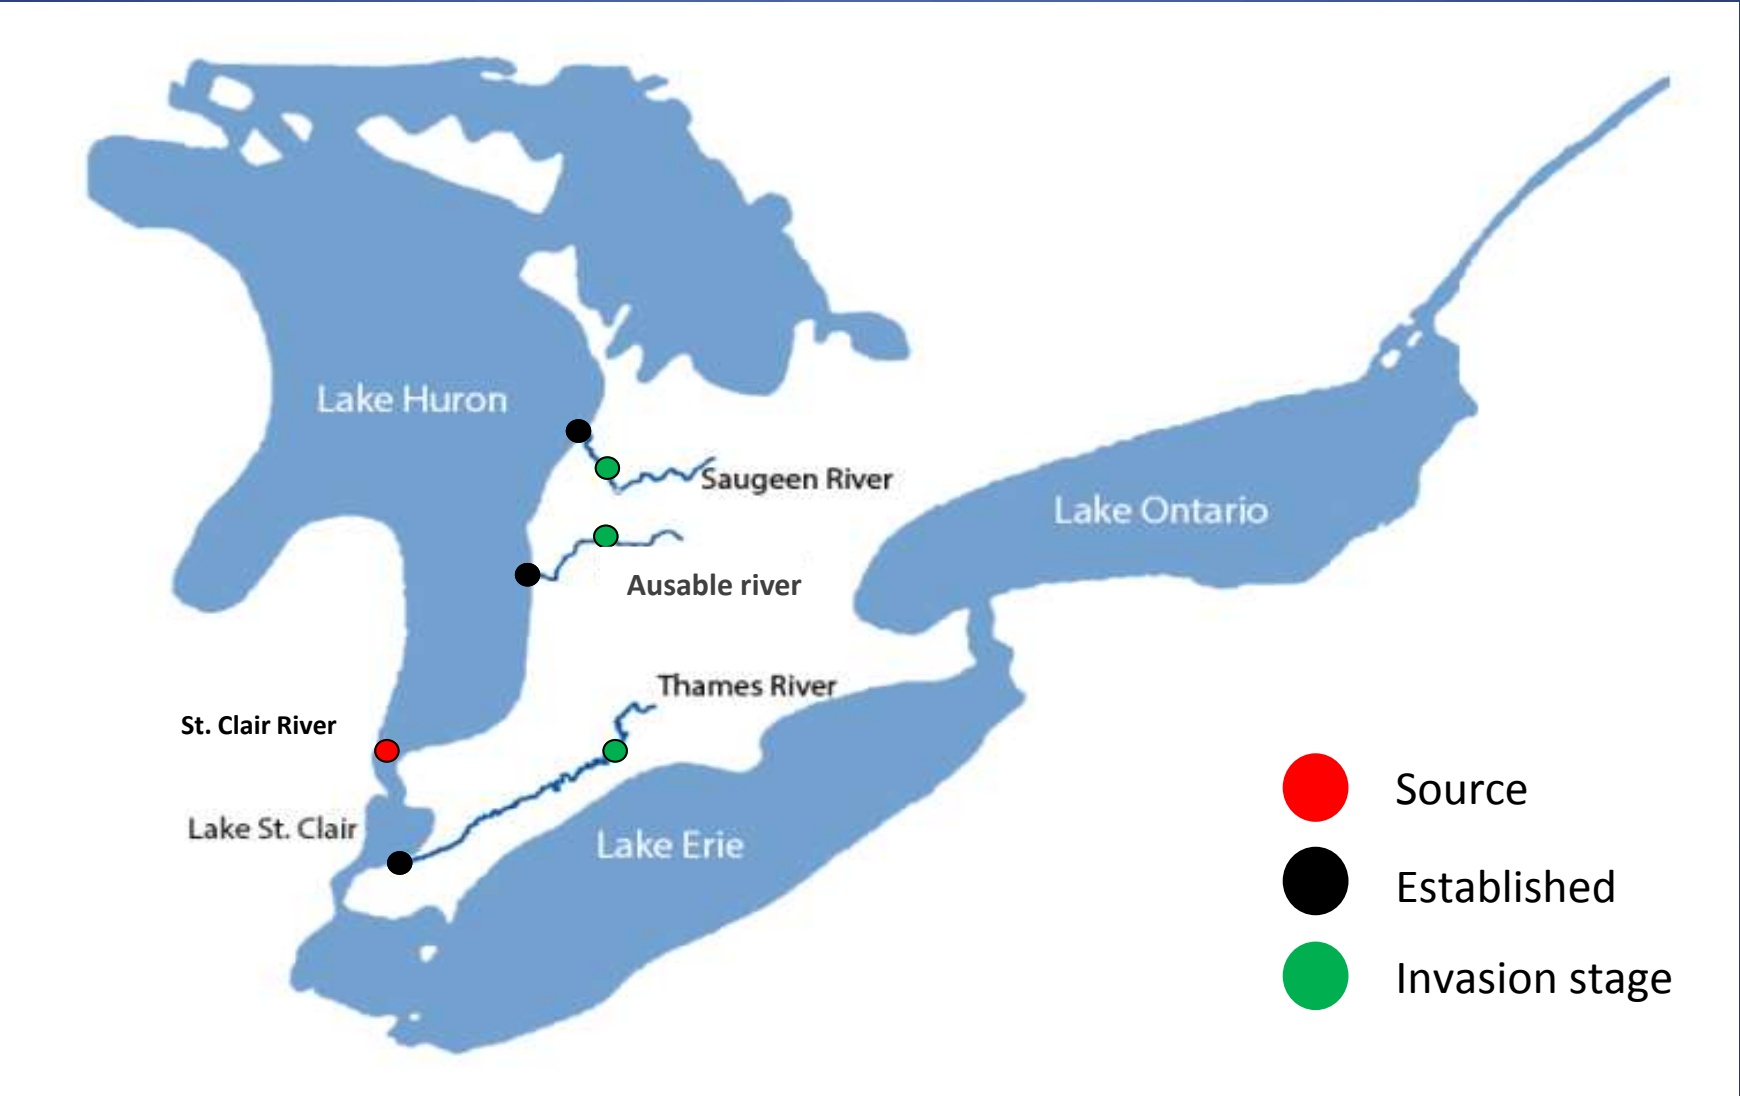 Lake Huron
Saugeen River
Lake Ontario
Ausable river
Thames River
St. Clair River
Lake St. Clair
Lake Erie
Source
Established
Invasion stage